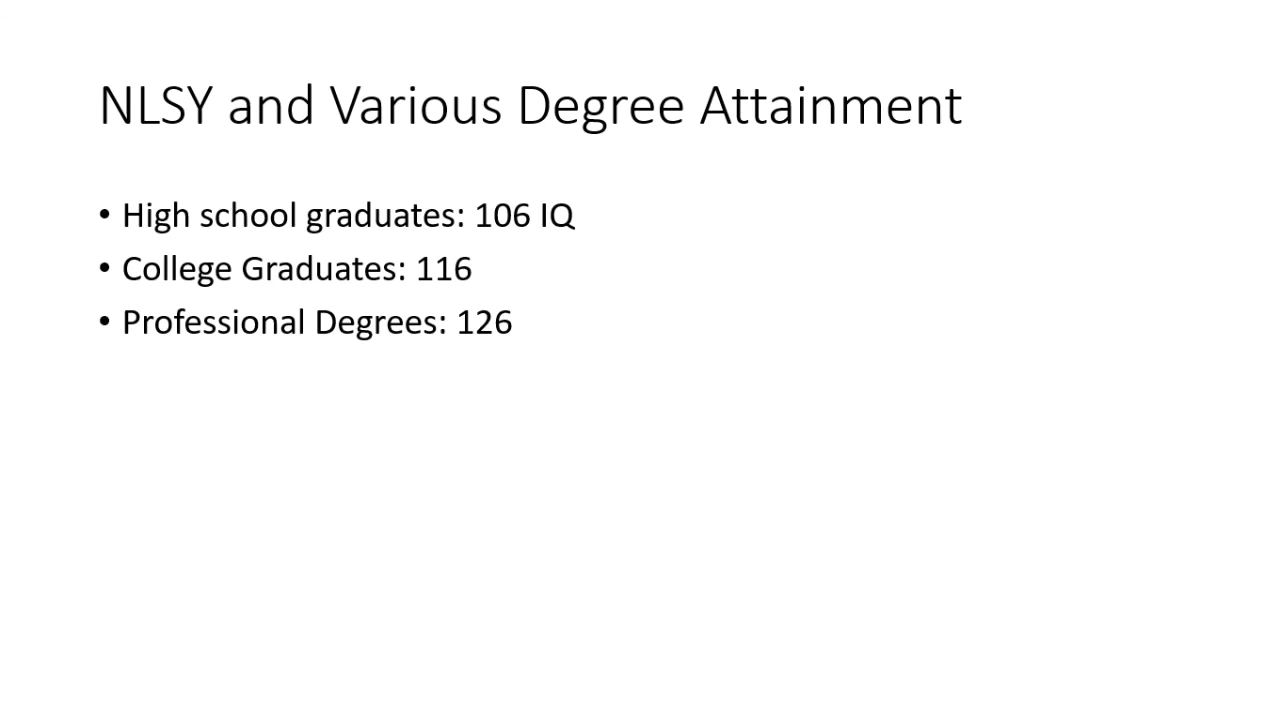 NLSY and Various Degree Attainment
• High school graduates: 106 IQ
• College Graduates: 116
• Professional Degrees: 126